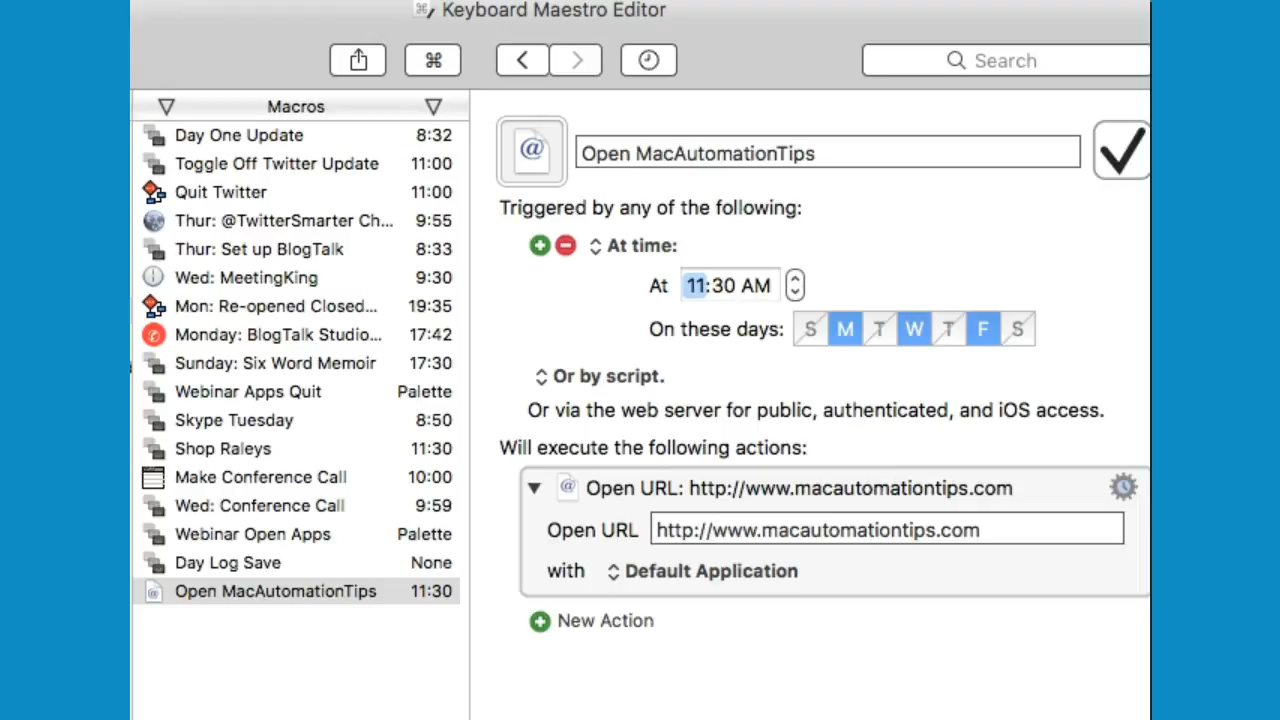 Keyboard Maestro Editor
Search
Macros
Day One Update 8:32
Toggle Off Twitter Update 11:00
Quit Twitter 11:00
Thur: @TwitterSmarter Ch... 9:55
Thur: Set up BlogTalk 8:33
Wed: MeetingKing 9:30
Mon: Re-opened Closed... 19:35
Monday: BlogTalk Studio... 17:42
Sunday: Six Word Memoir 17:30
Webinar Apps Quit Palette
Skype Tuesday 8:50
Shop Raleys 11:30
Make Conference Call 10:00
Wed: Conference Call 9:59
Webinar Open Apps Palette
Day Log Save None
Open MacAutomationTips 11:30
Open MacAutomationTips
Triggered by any of the following:
At time:
At 11:30 AM
On these days: S M T W T F S
Or by script.
Or via the web server for public, authenticated, and iOS access.
Will execute the following actions:
Open URL: http://www.macautomationtips.com
Open URL http://www.macautomationtips.com
with Default Application
New Action